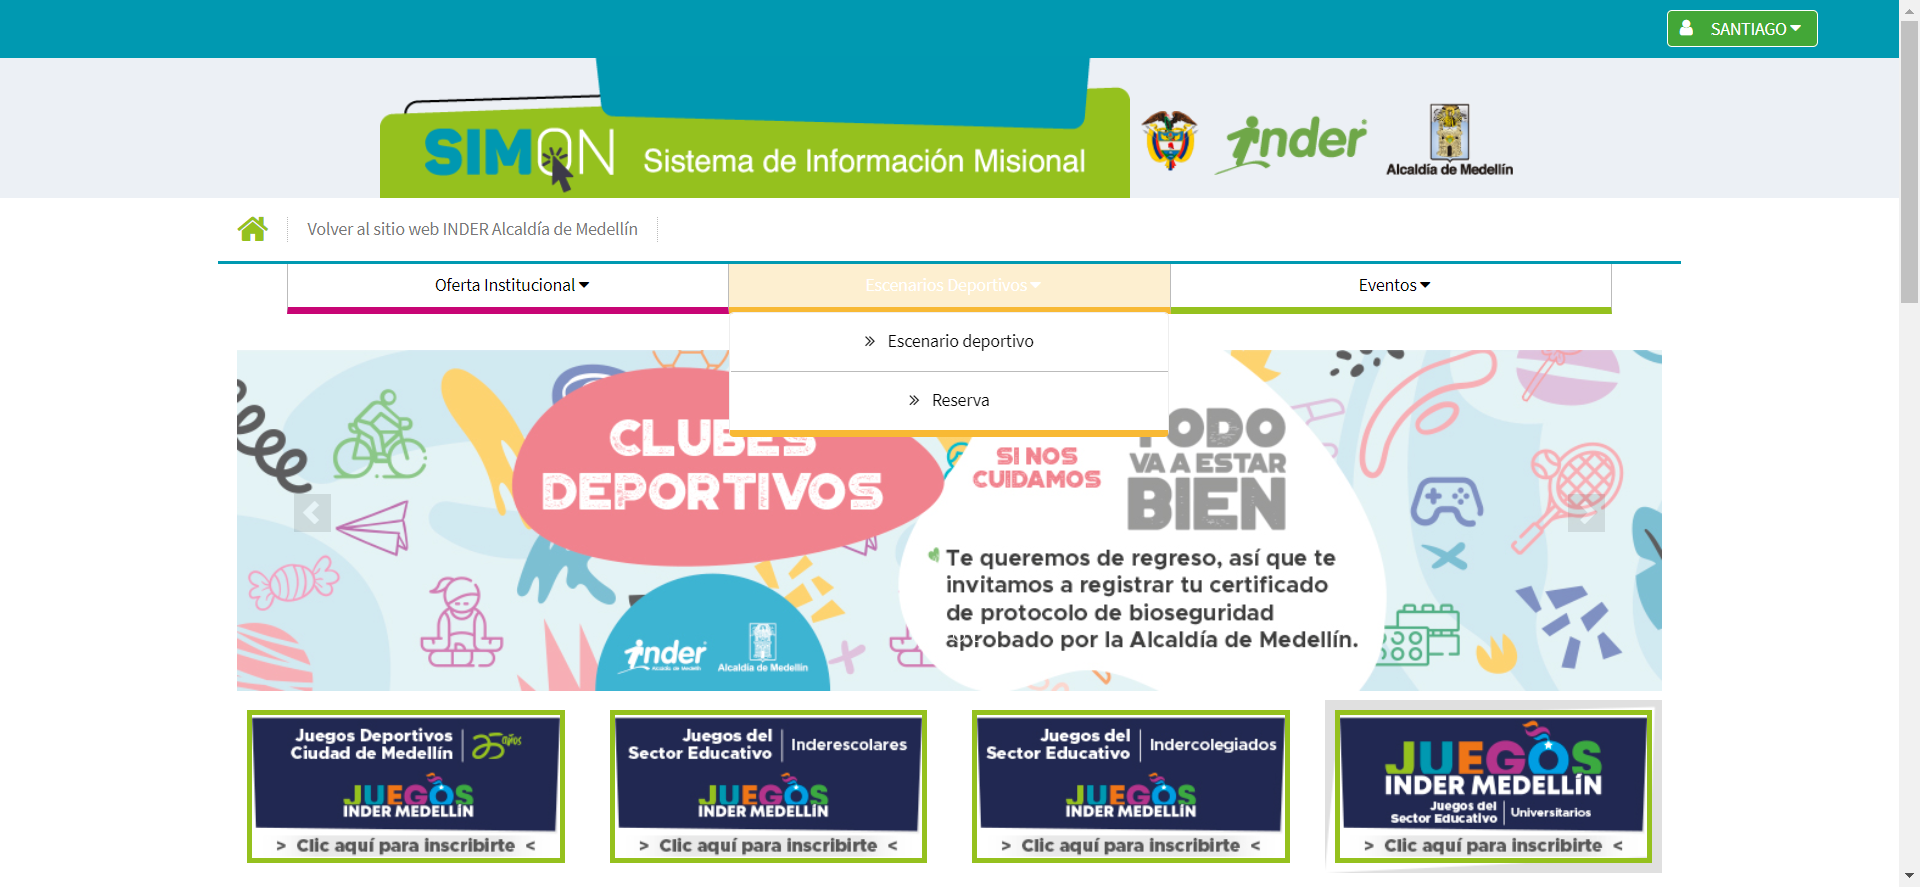 SANTIAGO
SIMON Sistema de Información Misional
inder
Alcaldía de Medellín
Volver al sitio web INDER Alcaldía de Medellín
Oferta Institucional
Escenarios Deportivos
Eventos
» Escenario deportivo
» Reserva
CLUBES
DEPORTIVOS
SI NOS
CUIDAMOS
TODO
VA A ESTAR
BIEN
Te queremos de regreso, así que te
invitamos a registrar tu certificado
de protocolo de bioseguridad
aprobado por la Alcaldía de Medellín.
inder
Alcaldía de Medellín
Alcaldía de Medellín
Juegos Deportivos
Ciudad de Medellín
25 años
JUEGOS
INDER MEDELLÍN
> Clic aquí para inscribirte <
Juegos del
Sector Educativo
Inderescolares
JUEGOS
INDER MEDELLÍN
> Clic aquí para inscribirte <
Juegos del
Sector Educativo
Indercolegiados
JUEGOS
INDER MEDELLÍN
> Clic aquí para inscribirte <
JUEGOS
INDER MEDELLÍN
Juegos del
Sector Educativo
Universitarios
> Clic aquí para inscribirte <